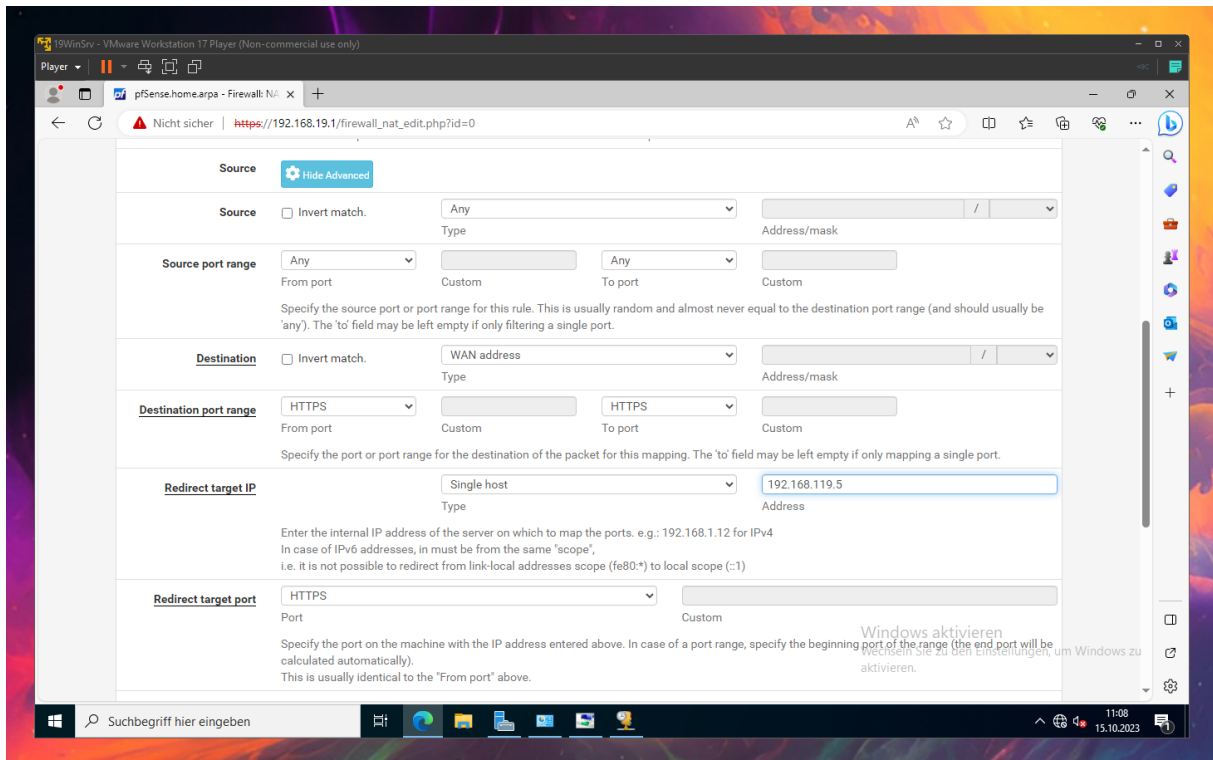 19WinSrv - VMware Workstation 17 Player (Non-commercial use only)
Player
pfSense.home.arpa - Firewall: NA
Nicht sicher https://192.168.19.1/firewall_nat_edit.php?id=0
Source Hide Advanced
Source Invert match. Any /
Type Address/mask
Source port range Any Any
From port Custom To port Custom
Specify the source port or port range for this rule. This is usually random and almost never equal to the destination port range (and should usually be
'any'). The 'to' field may be left empty if only filtering a single port.
Destination Invert match. WAN address /
Type Address/mask
Destination port range HTTPS HTTPS
From port Custom To port Custom
Specify the port or port range for the destination of the packet for this mapping. The 'to' field may be left empty if only mapping a single port.
Redirect target IP Single host 192.168.119.5
Type Address
Enter the internal IP address of the server on which to map the ports. e.g.: 192.168.1.12 for IPv4
In case of IPv6 addresses, in must be from the same "scope",
i.e. it is not possible to redirect from link-local addresses scope (fe80:*) to local scope (::1)
Redirect target port HTTPS
Port Custom
Specify the port on the machine with the IP address entered above. In case of a port range, specify the beginning port of the range (the end port will be
calculated automatically).
This is usually identical to the "From port" above.
Windows aktivieren
Wechseln Sie zu den Einstellungen, um Windows zu
aktivieren.
Suchbegriff hier eingeben
11:08
15.10.2023
1